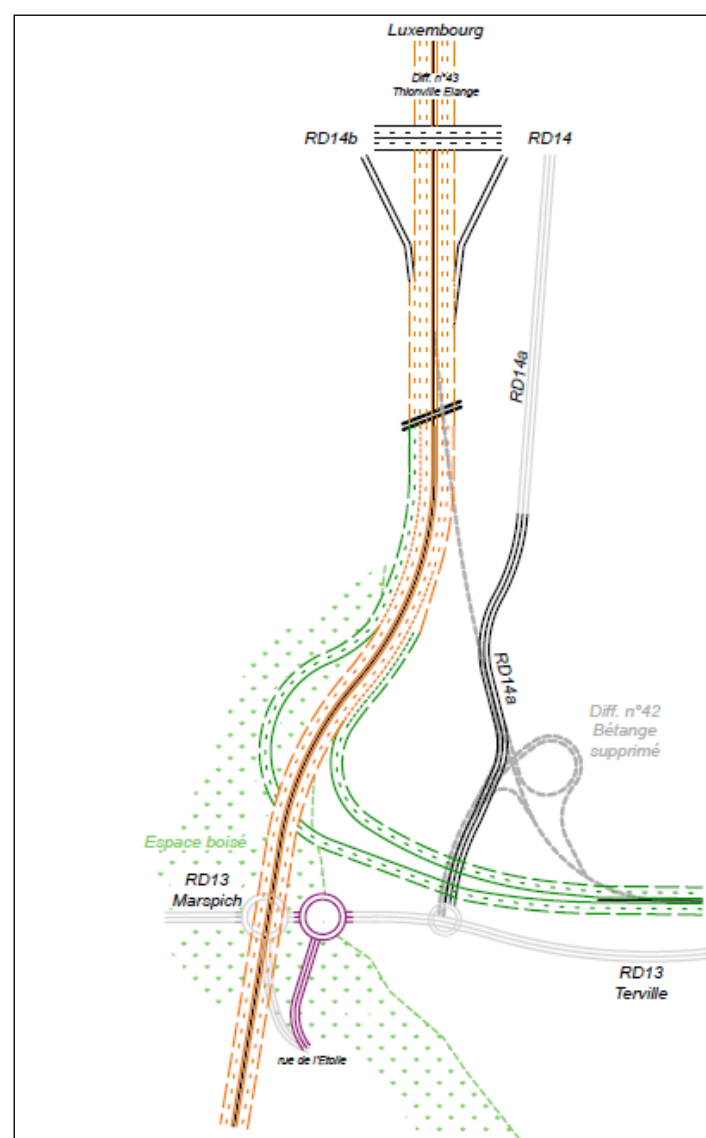 Luxembourg
Diff. n°43
Thionville Elange
RD14b
RD14
RD14a
RD14a
Diff. n°42
Bétange
supprimé
Espace boisé
RD13
Marspich
RD13
Terville
rue de l'Etoile